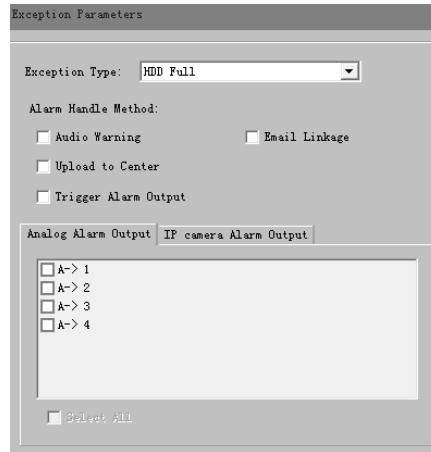 Exception Parameters
Exception Type: HDD Full
Alarm Handle Method:
Audio Warning Email Linkage
Upload to Center
Trigger Alarm Output
Analog Alarm Output IP camera Alarm Output
A-> 1
A-> 2
A-> 3
A-> 4
Select All